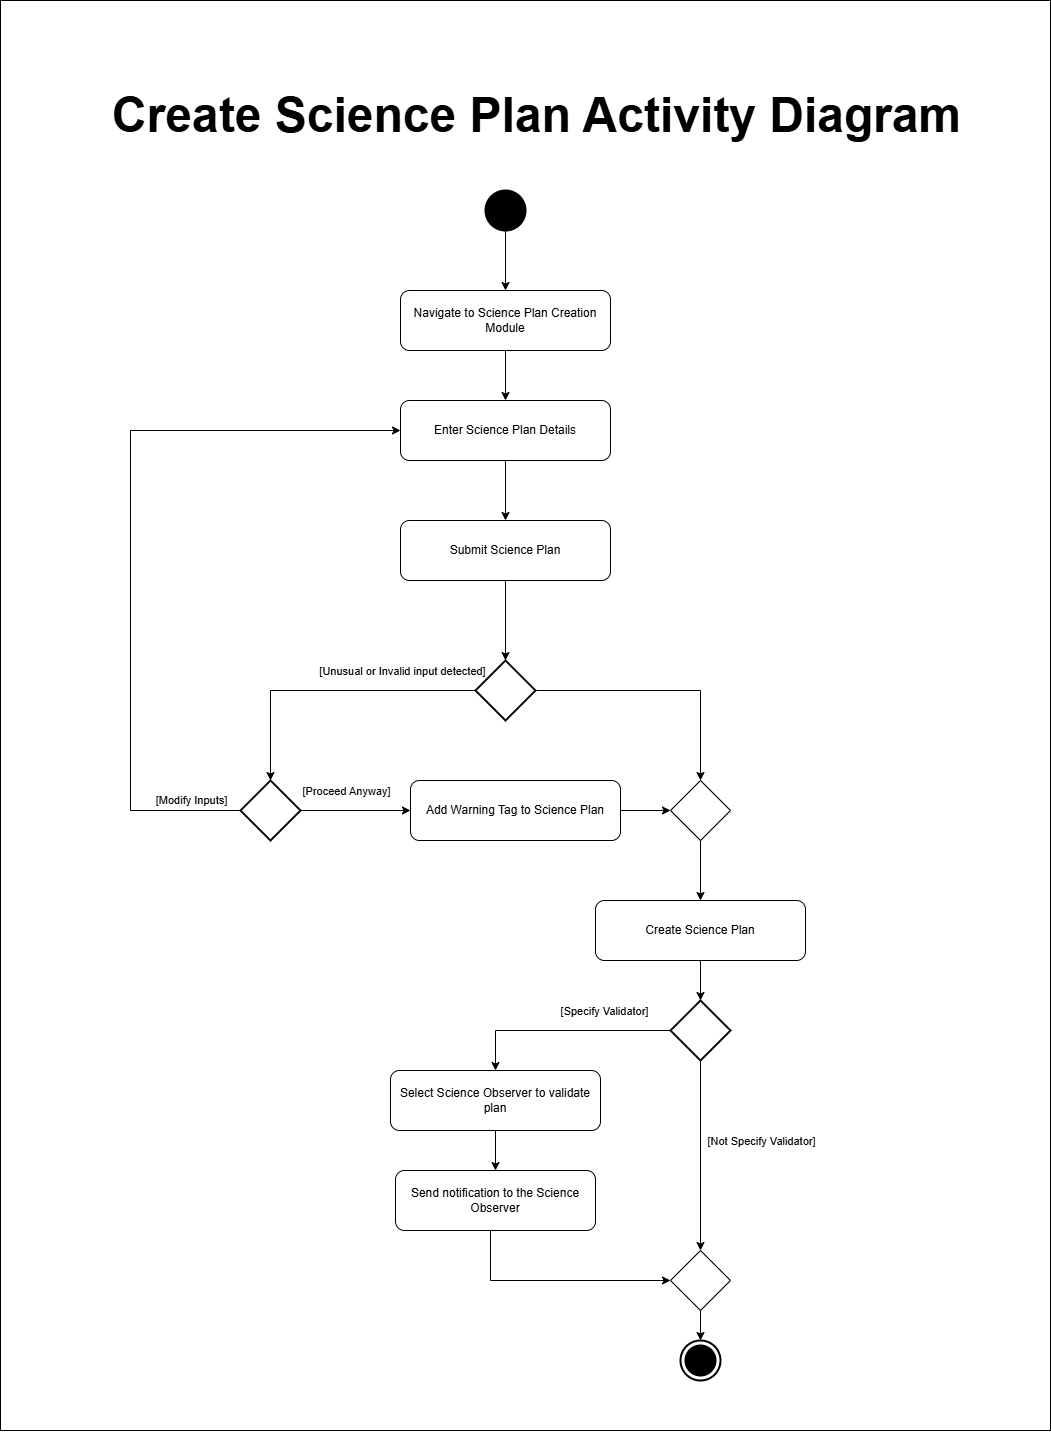 Create Science Plan Activity Diagram
Navigate to Science Plan Creation
Module
Enter Science Plan Details
Submit Science Plan
[Unusual or Invalid input detected]
[Modify Inputs]
[Proceed Anyway]
Add Warning Tag to Science Plan
Create Science Plan
[Specify Validator]
Select Science Observer to validate
plan
[Not Specify Validator]
Send notification to the Science
Observer